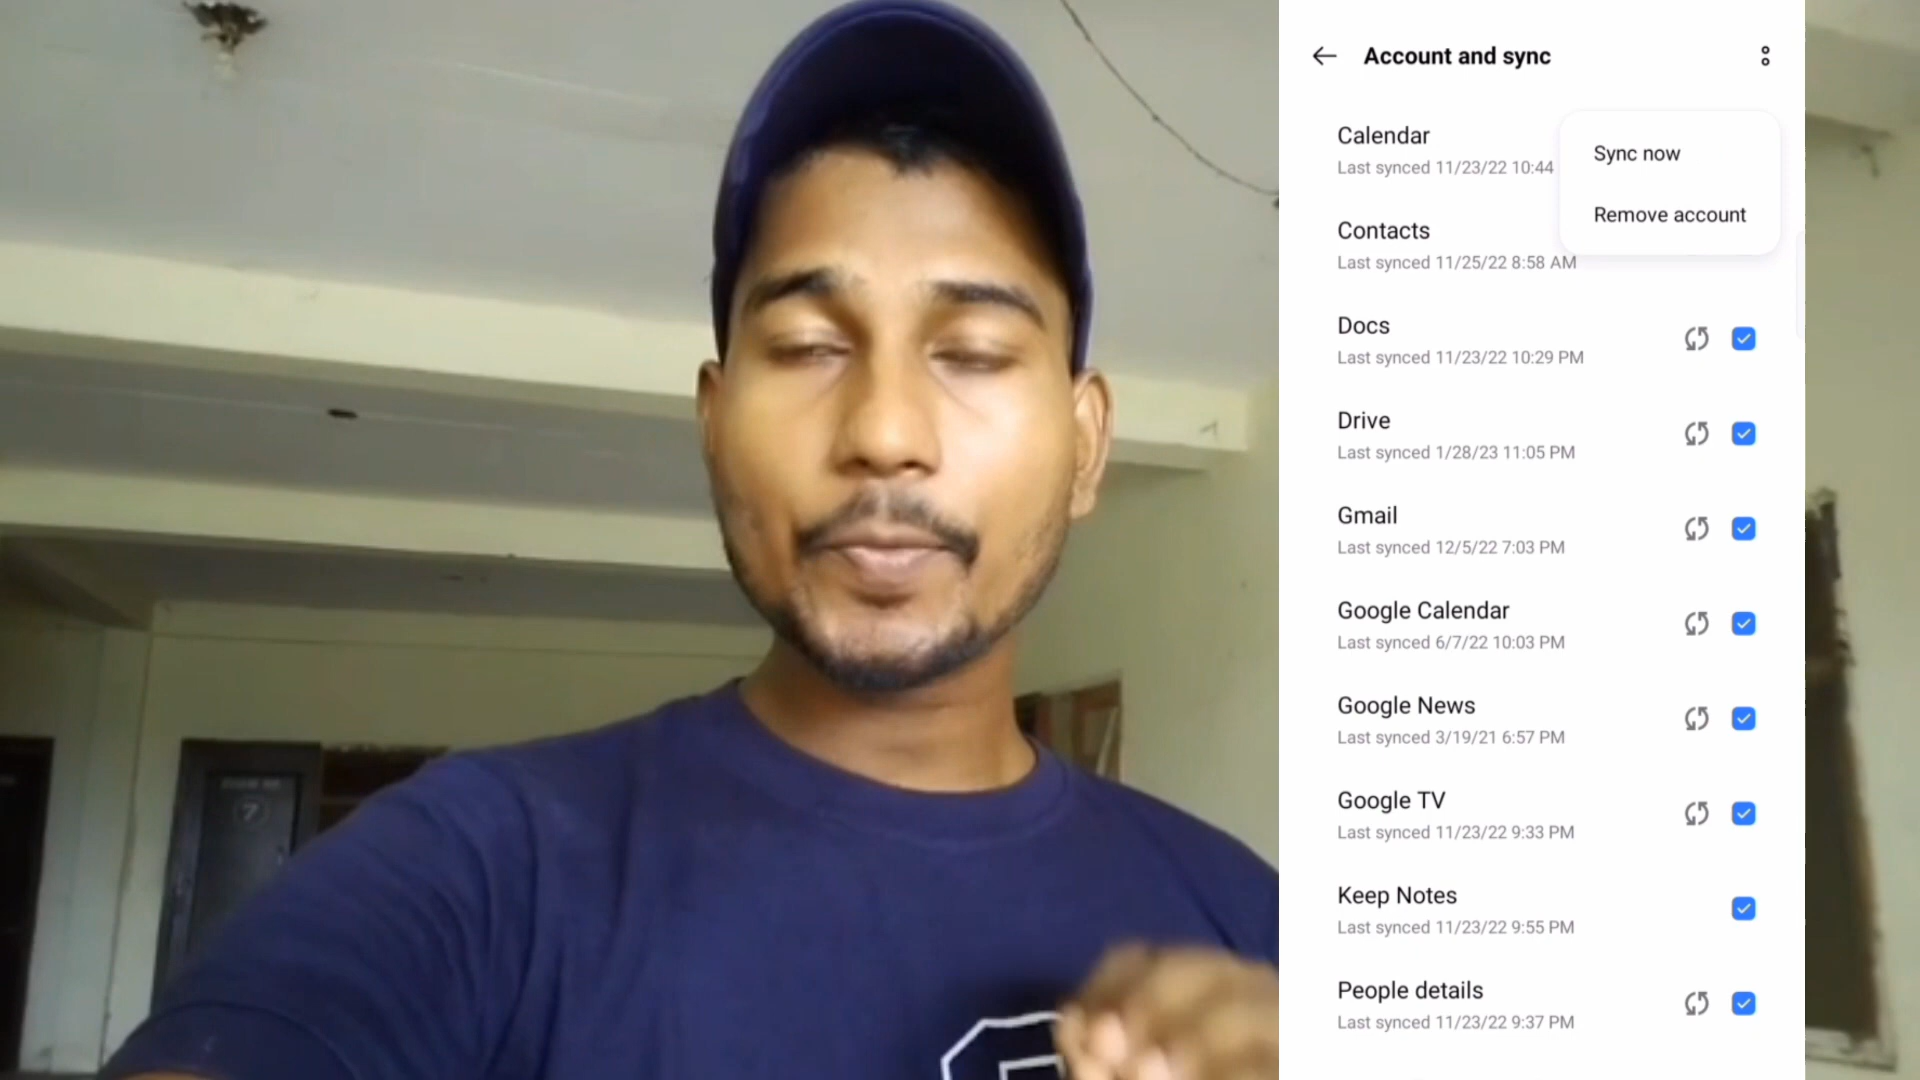 Account and sync
Calendar
Last synced 11/23/22 10:44
Sync now
Remove account
Contacts
Last synced 11/25/22 8:58 AM
Docs
Last synced 11/23/22 10:29 PM
Drive
Last synced 1/28/23 11:05 PM
Gmail
Last synced 12/5/22 7:03 PM
Google Calendar
Last synced 6/7/22 10:03 PM
Google News
Last synced 3/19/21 6:57 PM
Google TV
Last synced 11/23/22 9:33 PM
Keep Notes
Last synced 11/23/22 9:55 PM
People details
Last synced 11/23/22 9:37 PM
7